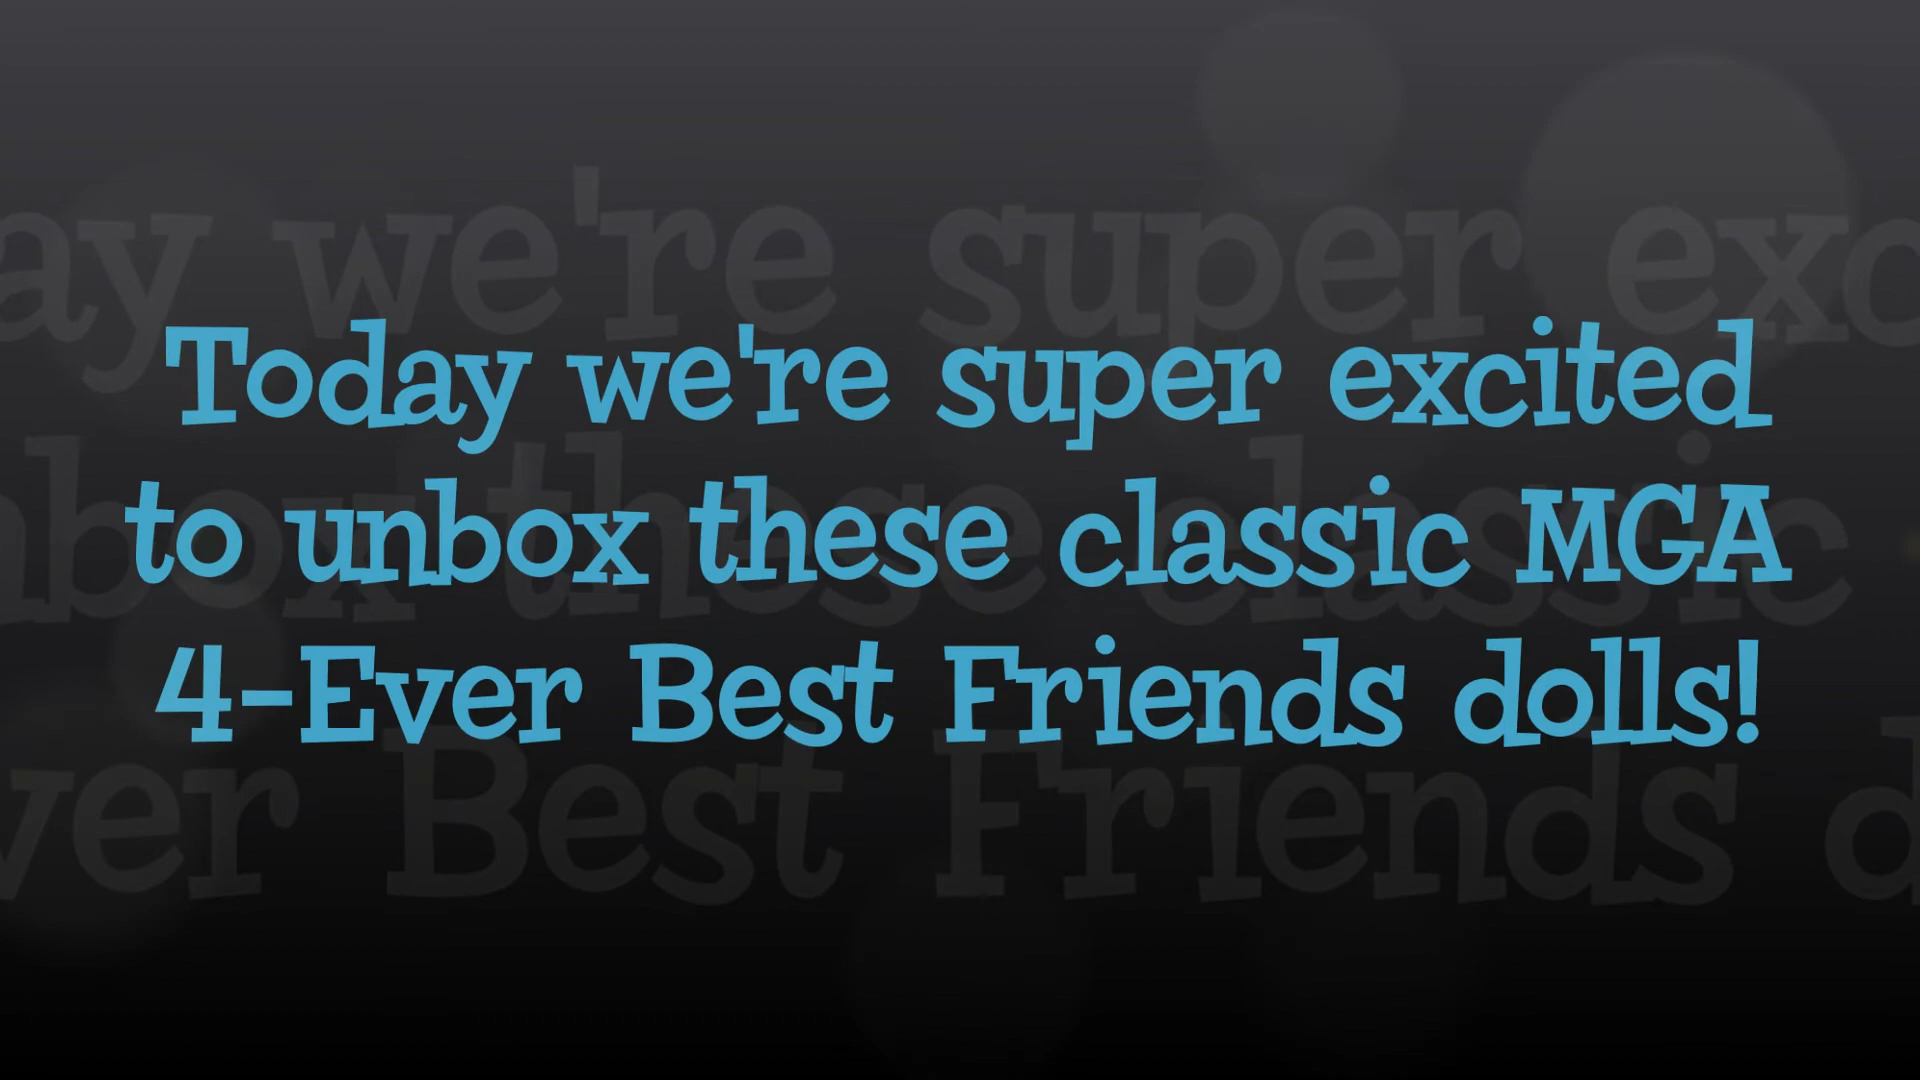 Today we're super excited
to unbox these classic MGA
4-Ever Best Friends dolls!